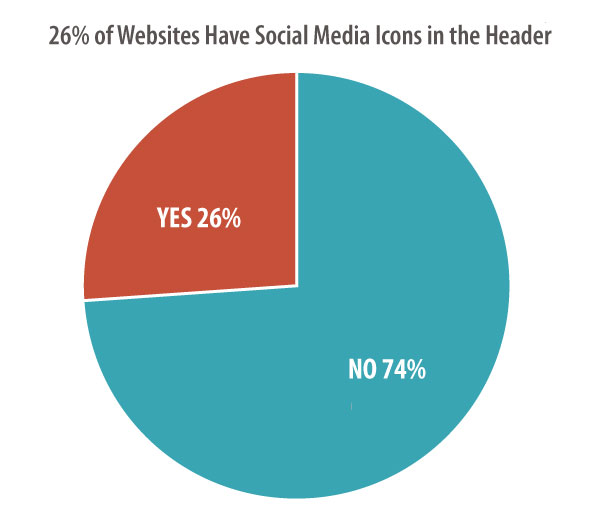 26% of Websites Have Social Media Icons in the Header
YES 26%
NO 74%